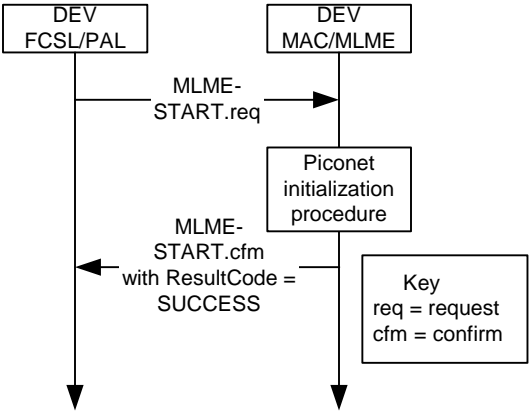 DEV
FCSL/PAL
DEV
MAC/MLME
MLME-
START.req
Piconet
initialization
procedure
MLME-
START.cfm
with ResultCode =
SUCCESS
Key
req = request
cfm = confirm